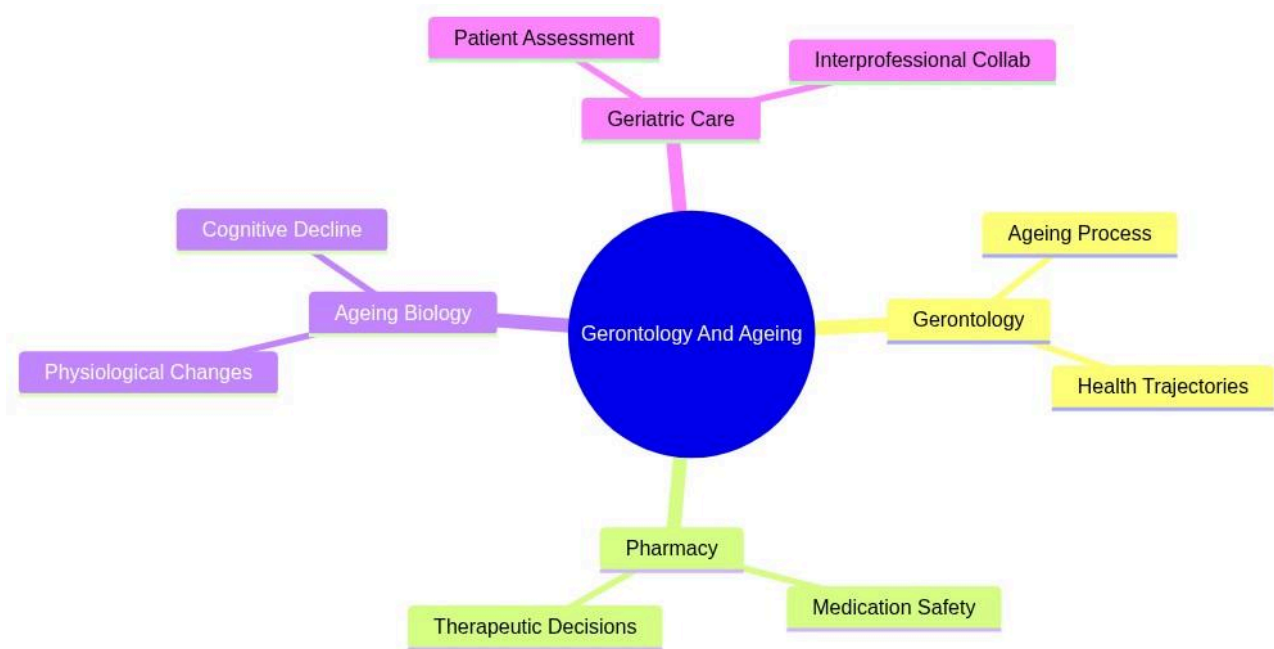 Patient Assessment
Interprofessional Collab
Geriatric Care
Cognitive Decline
Ageing Process
Ageing Biology
Gerontology
Gerontology And Ageing
Physiological Changes
Health Trajectories
Pharmacy
Medication Safety
Therapeutic Decisions